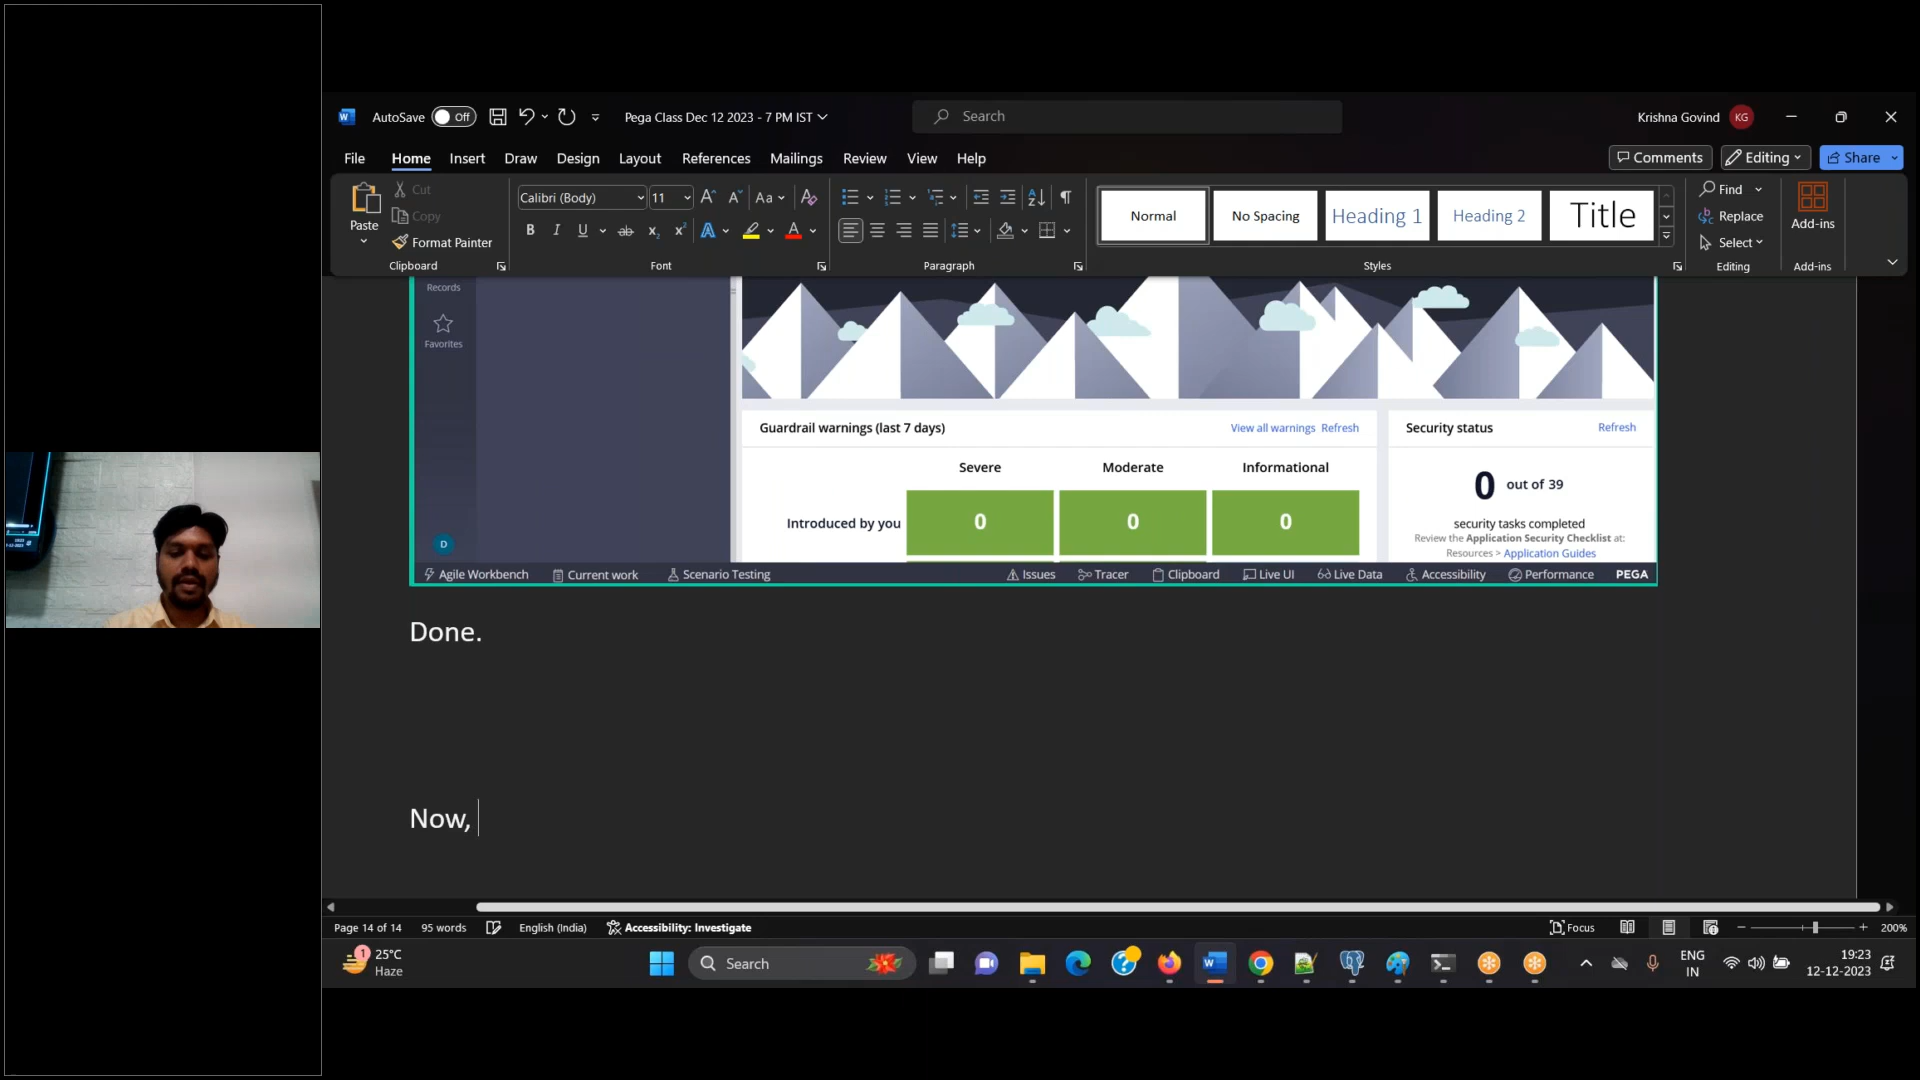 AutoSave Off Pega Class Dec 12 2023 - 7 PM IST Search Krishna Govind KG
File Home Insert Draw Design Layout References Mailings Review View Help Comments Editing Share
Paste Cut Copy Format Painter
Calibri (Body) 11 Aa
Normal No Spacing Heading 1 Heading 2 Title
Find Replace Select
Add-ins
Clipboard Font Paragraph Styles Editing Add-ins
Records
Favorites
Guardrail warnings (last 7 days) View all warnings Refresh
Severe Moderate Informational
Introduced by you 0 0 0
Security status Refresh
0 out of 39
security tasks completed
Review the Application Security Checklist at:
Resources > Application Guides
D
Agile Workbench Current work Scenario Testing Issues Tracer Clipboard Live UI Live Data Accessibility Performance PEGA
Done.
Now,
Page 14 of 14 95 words English (India) Accessibility: Investigate Focus 200%
1 25°C
Haze
Search
ENG
IN
19:23
12-12-2023